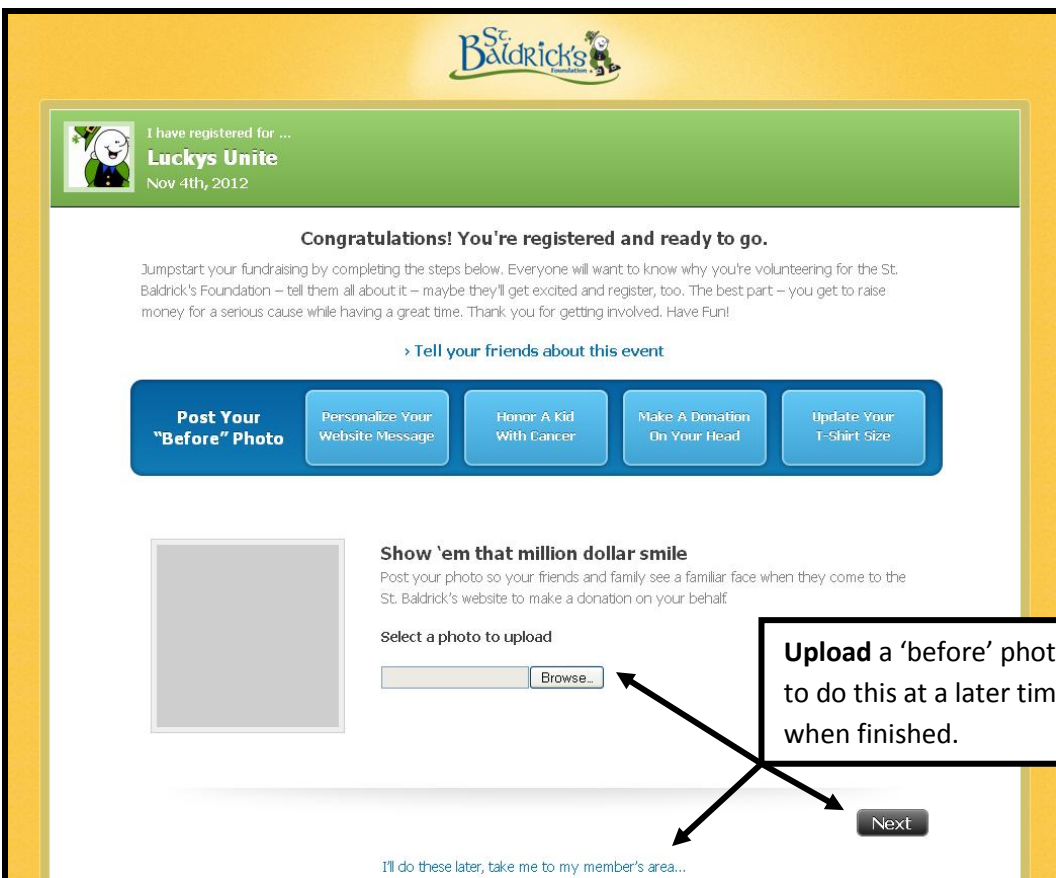 St.
Baldrick's
Foundation
I have registered for ...
Luckys Unite
Nov 4th, 2012
Congratulations! You're registered and ready to go.
Jumpstart your fundraising by completing the steps below. Everyone will want to know why you're volunteering for the St.
Baldrick's Foundation – tell them all about it – maybe they'll get excited and register, too. The best part – you get to raise
money for a serious cause while having a great time. Thank you for getting involved. Have Fun!
› Tell your friends about this event
Post Your
"Before" Photo
Personalize Your
Website Message
Honor A Kid
With Cancer
Make A Donation
On Your Head
Update Your
T-Shirt Size
Show 'em that million dollar smile
Post your photo so your friends and family see a familiar face when they come to the
St. Baldrick's website to make a donation on your behalf.
Select a photo to upload
Browse...
Upload a ‘before’ phot
to do this at a later tim
when finished.
Next
I'll do these later, take me to my member's area...